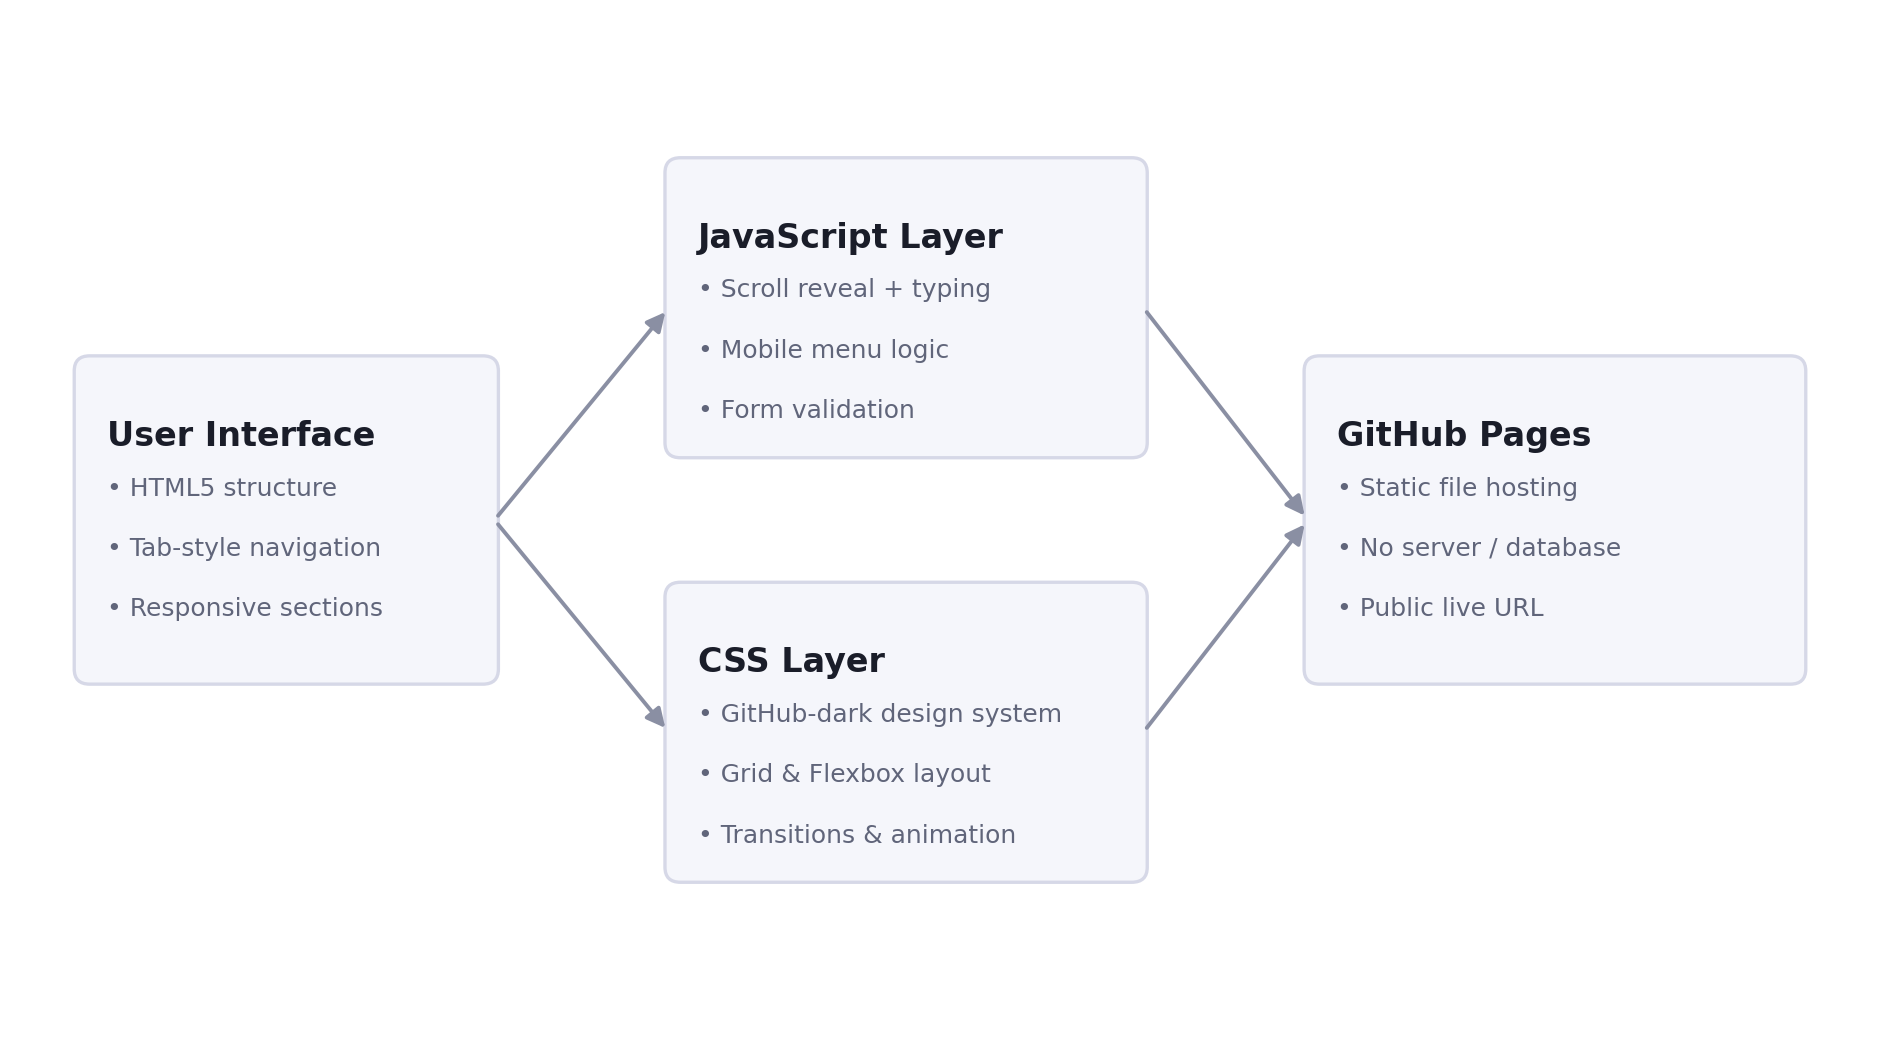 User Interface
• HTML5 structure
• Tab-style navigation
• Responsive sections
JavaScript Layer
• Scroll reveal + typing
• Mobile menu logic
• Form validation
CSS Layer
• GitHub-dark design system
• Grid & Flexbox layout
• Transitions & animation
GitHub Pages
• Static file hosting
• No server / database
• Public live URL